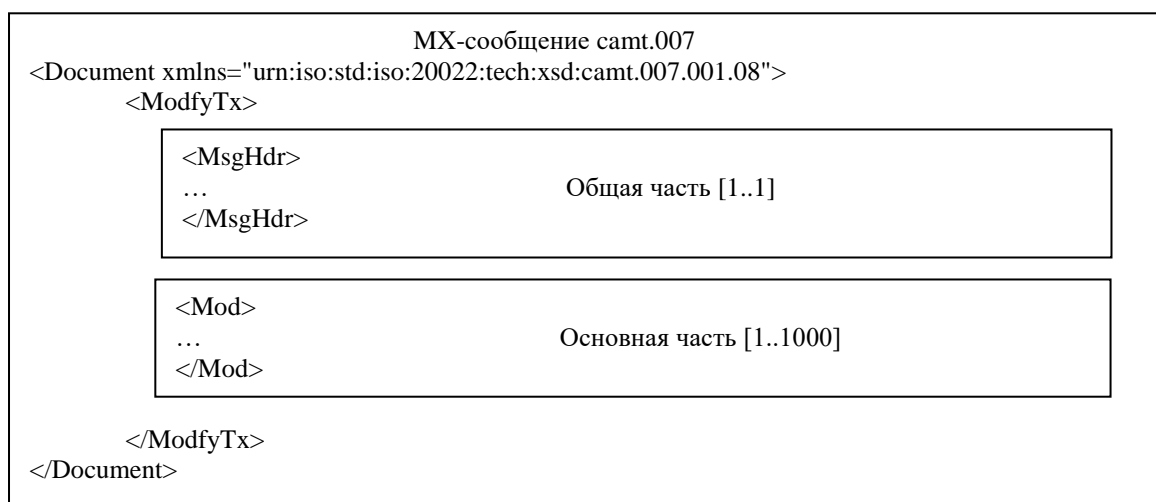 МХ-сообщение camt.007
<Document xmlns="urn:iso:std:iso:20022:tech:xsd:camt.007.001.08">
<ModfyTx>
<MsgHdr>
… Общая часть [1..1]
</MsgHdr>
<Mod>
… Основная часть [1..1000]
</Mod>
</ModfyTx>
</Document>